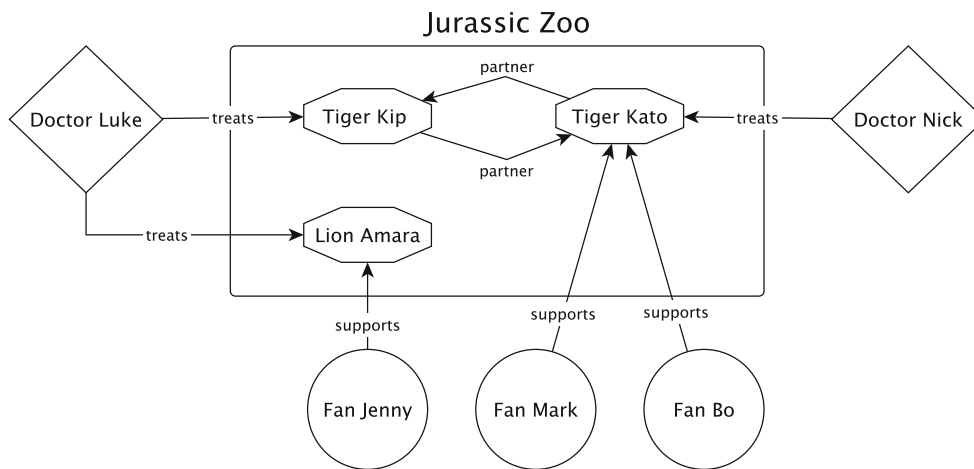 Jurassic Zoo
partner
Doctor Luke
treats
Tiger Kip
Tiger Kato
treats
Doctor Nick
partner
treats
Lion Amara
supports
supports
supports
Fan Jenny
Fan Mark
Fan Bo